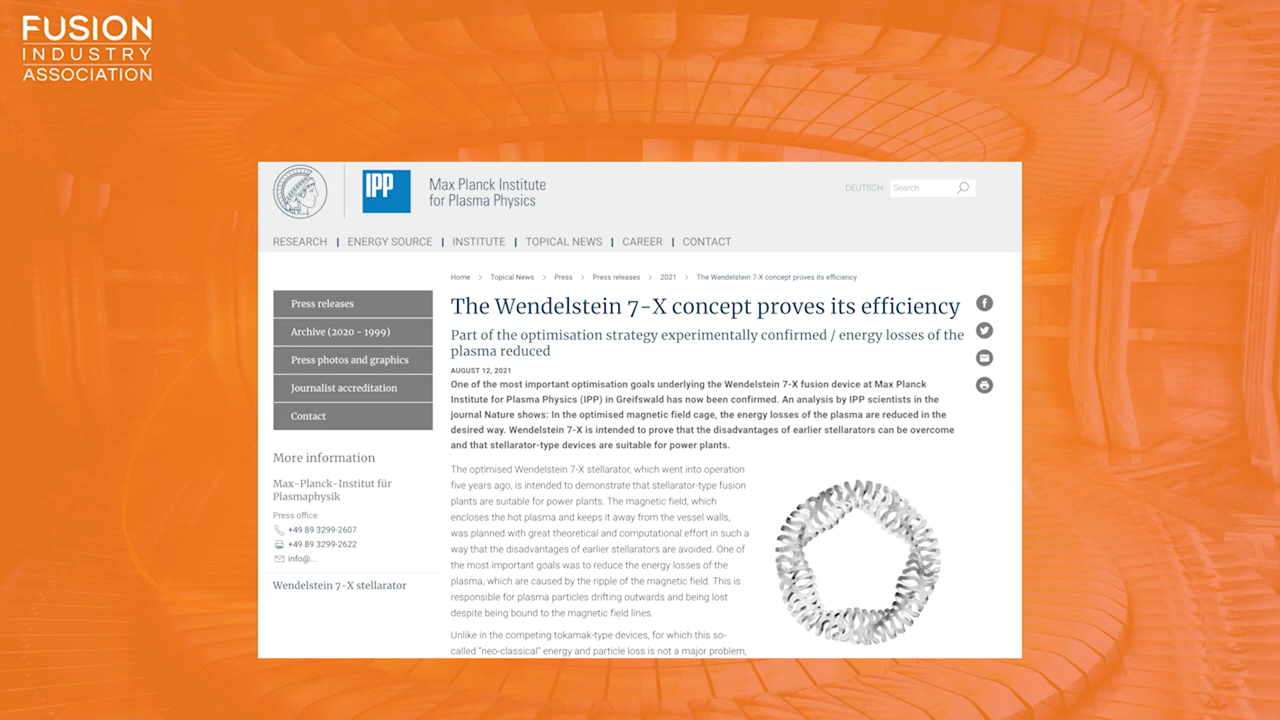 FUSION
INDUSTRY
ASSOCIATION
IPP
Max Planck Institute
for Plasma Physics
DEUTSCH
Search
RESEARCH | ENERGY SOURCE | INSTITUTE | TOPICAL NEWS | CAREER | CONTACT
Home > Topical News > Press > Press releases > 2021 > The Wendelstein 7-X concept proves its efficiency
Press releases
Archive (2020 - 1999)
Press photos and graphics
Journalist accreditation
Contact
More information
Max-Planck-Institut für
Plasmaphysik
Press office
+49 89 3299-2607
+49 89 3299-2622
info@...
Wendelstein 7-X stellarator
The Wendelstein 7-X concept proves its efficiency
Part of the optimisation strategy experimentally confirmed / energy losses of the
plasma reduced
AUGUST 12, 2021
One of the most important optimisation goals underlying the Wendelstein 7-X fusion device at Max Planck
Institute for Plasma Physics (IPP) in Greifswald has now been confirmed. An analysis by IPP scientists in the
journal Nature shows: In the optimised magnetic field cage, the energy losses of the plasma are reduced in the
desired way. Wendelstein 7-X is intended to prove that the disadvantages of earlier stellarators can be overcome
and that stellarator-type devices are suitable for power plants.
The optimised Wendelstein 7-X stellarator, which went into operation
five years ago, is intended to demonstrate that stellarator-type fusion
plants are suitable for power plants. The magnetic field, which
encloses the hot plasma and keeps it away from the vessel walls,
was planned with great theoretical and computational effort in such a
way that the disadvantages of earlier stellarators are avoided. One of
the most important goals was to reduce the energy losses of the
plasma, which are caused by the ripple of the magnetic field. This is
responsible for plasma particles drifting outwards and being lost
despite being bound to the magnetic field lines.
Unlike in the competing tokamak-type devices, for which this so-
called “neo-classical” energy and particle loss is not a major problem,